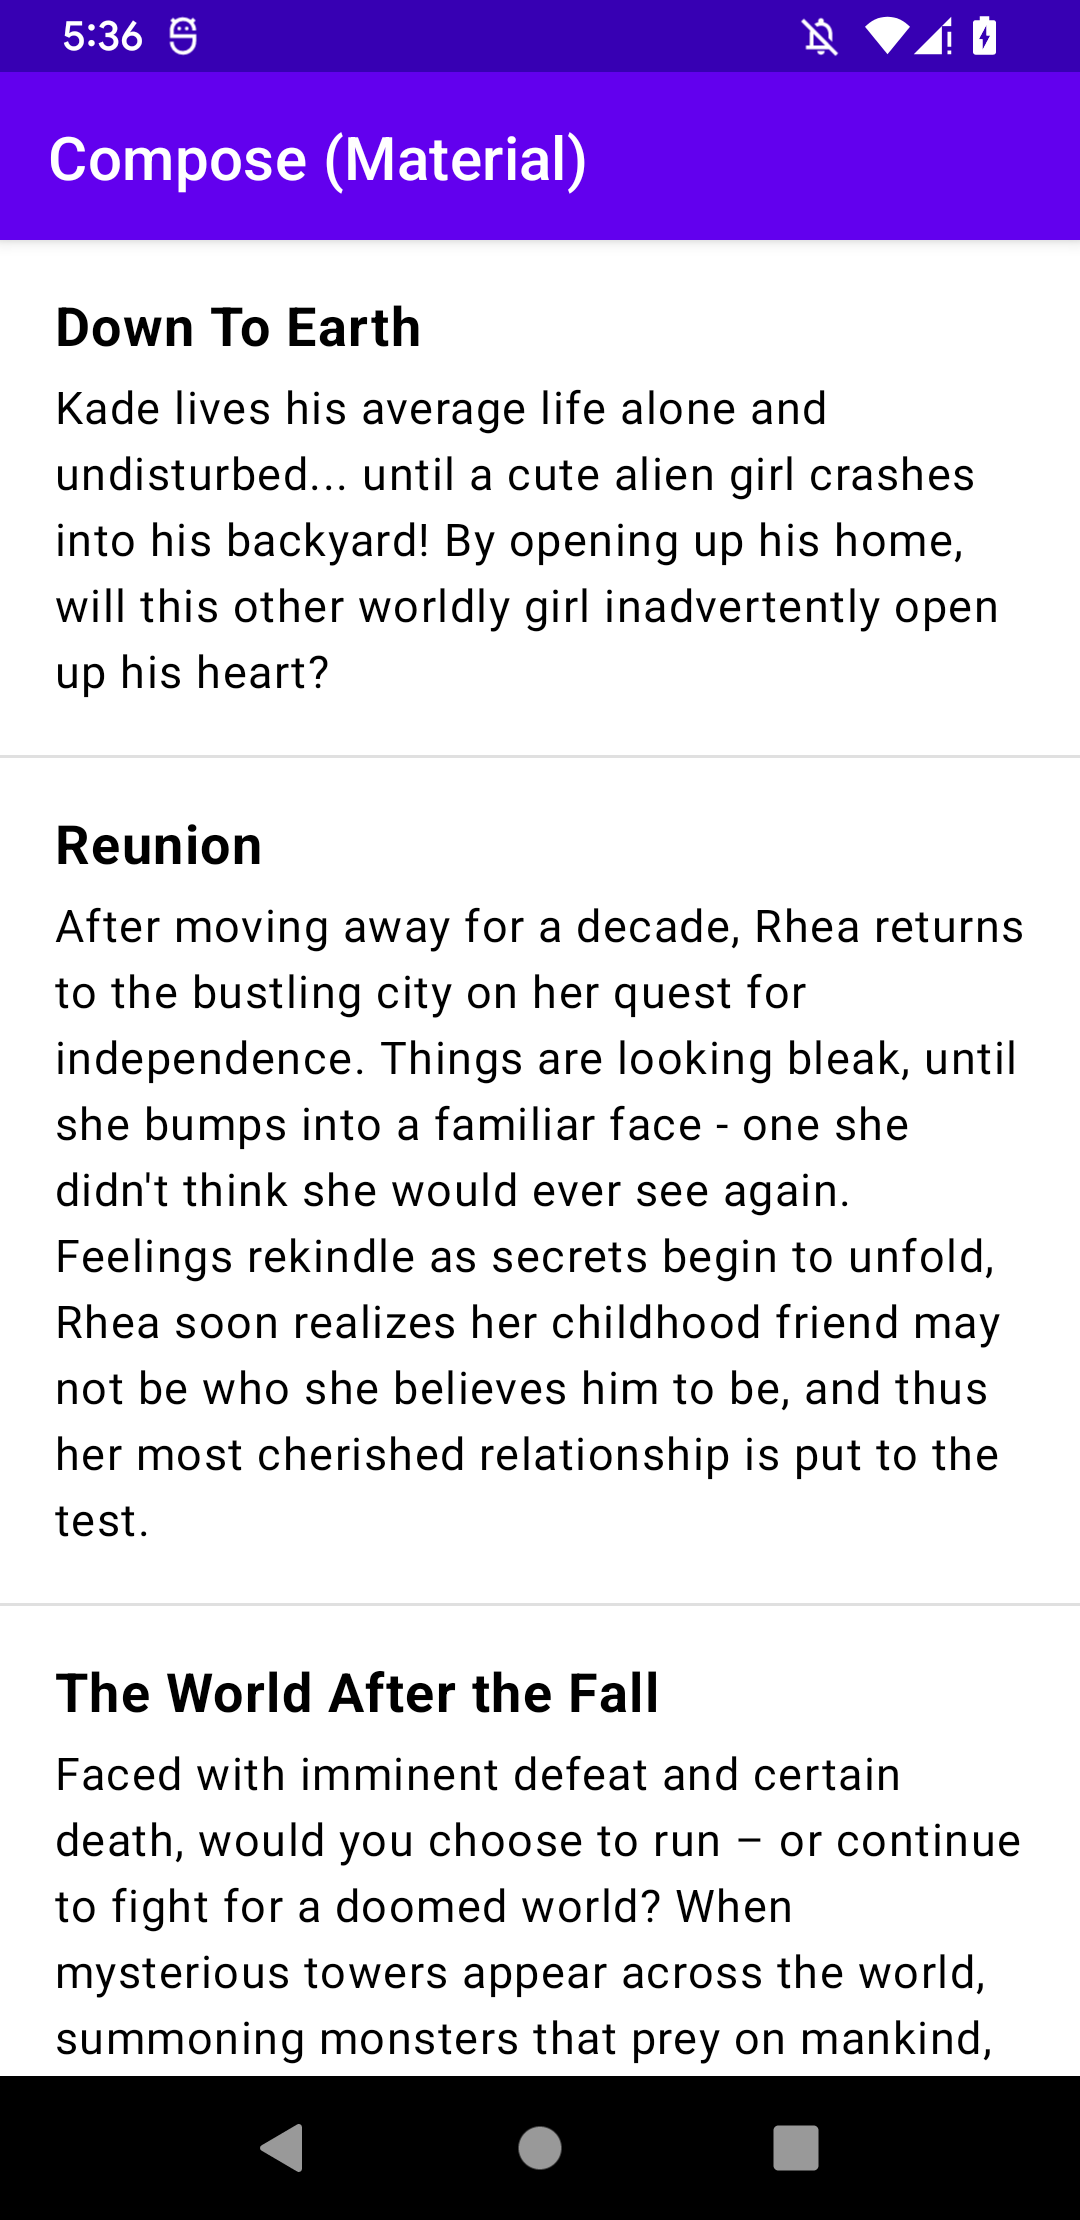 5:36
Compose (Material)
Down To Earth
Kade lives his average life alone and
undisturbed... until a cute alien girl crashes
into his backyard! By opening up his home,
will this other worldly girl inadvertently open
up his heart?
Reunion
After moving away for a decade, Rhea returns
to the bustling city on her quest for
independence. Things are looking bleak, until
she bumps into a familiar face - one she
didn't think she would ever see again.
Feelings rekindle as secrets begin to unfold,
Rhea soon realizes her childhood friend may
not be who she believes him to be, and thus
her most cherished relationship is put to the
test.
The World After the Fall
Faced with imminent defeat and certain
death, would you choose to run – or continue
to fight for a doomed world? When
mysterious towers appear across the world,
summoning monsters that prey on mankind,